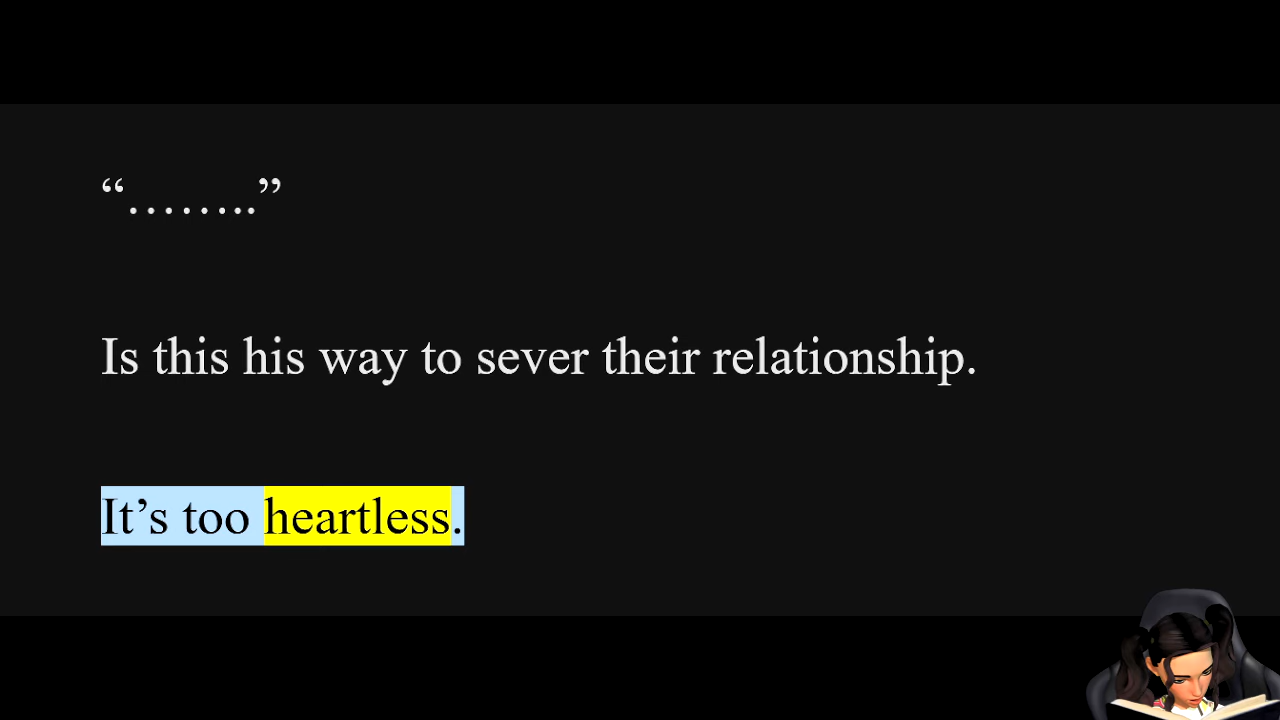 “……..”
Is this his way to sever their relationship.
It’s too heartless.